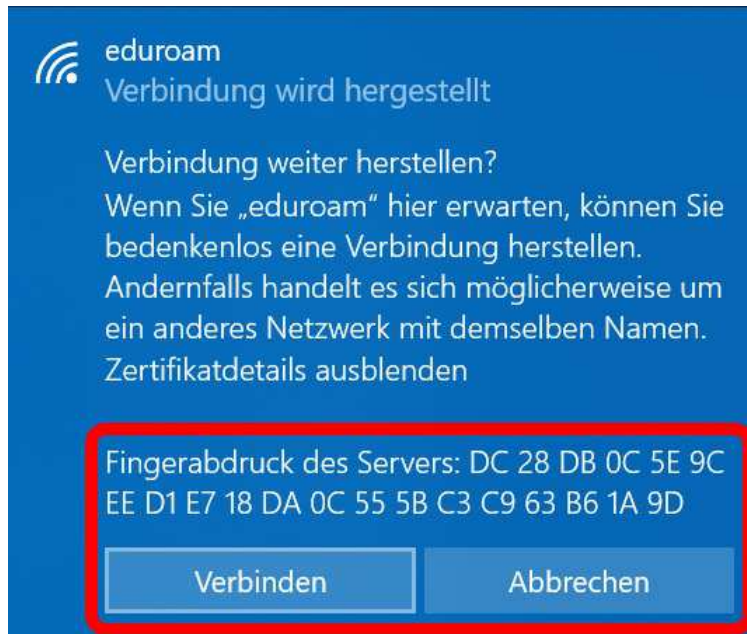 eduroam
Verbindung wird hergestellt
Verbindung weiter herstellen?
Wenn Sie „eduroam“ hier erwarten, können Sie
bedenkenlos eine Verbindung herstellen.
Andernfalls handelt es sich möglicherweise um
ein anderes Netzwerk mit demselben Namen.
Zertifikatdetails ausblenden
Fingerabdruck des Servers: DC 28 DB 0C 5E 9C
EE D1 E7 18 DA 0C 55 5B C3 C9 63 B6 1A 9D
Verbinden Abbrechen